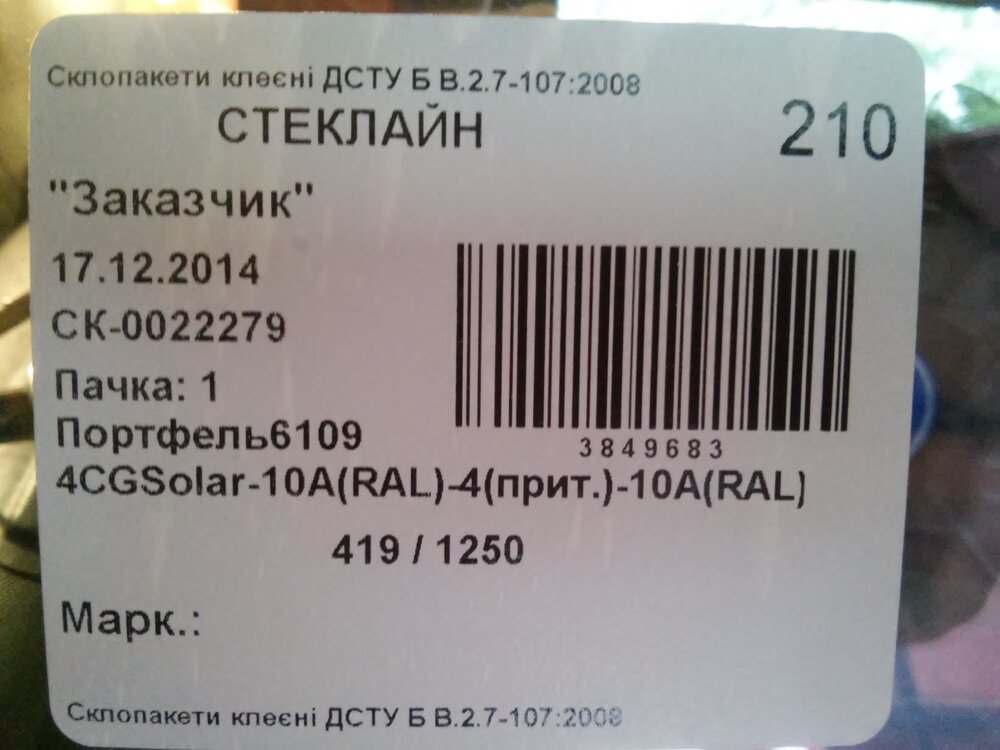 Склопакети клеєні ДСТУ Б В.2.7-107:2008
СТЕКЛАЙН
210
"Заказчик"
17.12.2014
СК-0022279
Пачка: 1
Портфель6109
3849683
4CGSolar-10A(RAL)-4(прит.)-10A(RAL)
419 / 1250
Марк.:
Склопакети клеєні ДСТУ Б В.2.7-107:2008